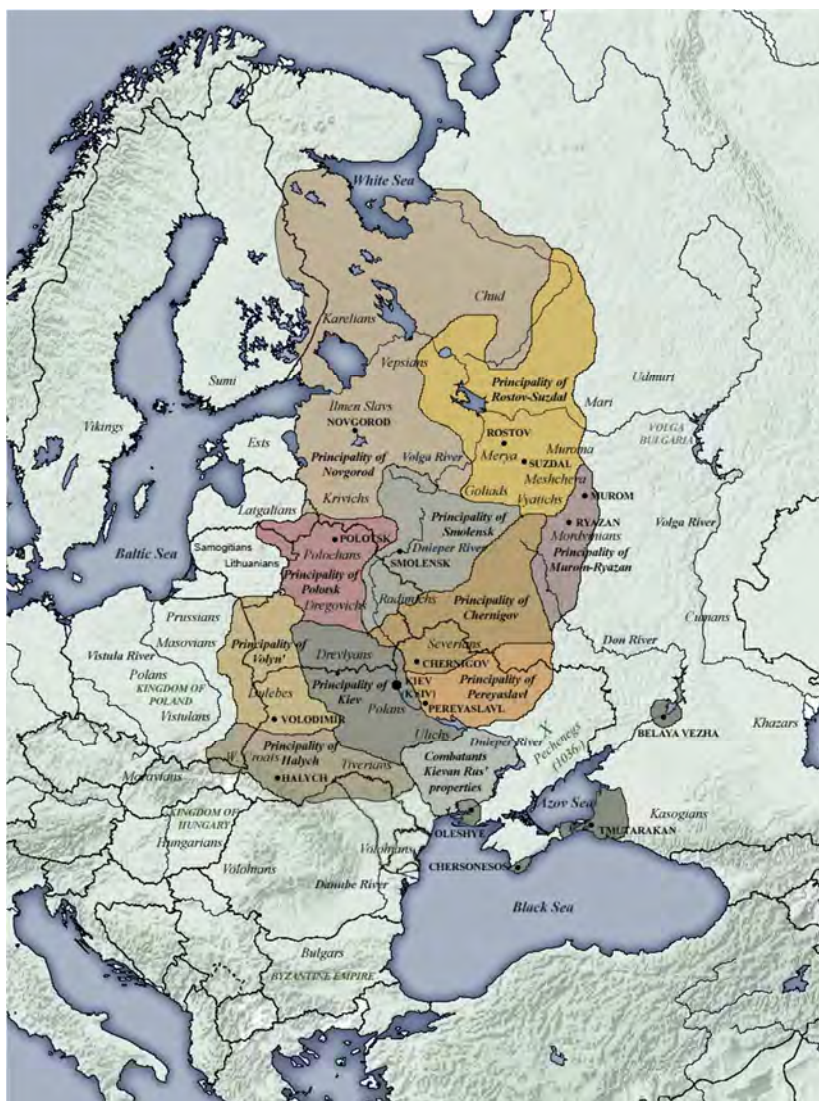 White Sea
Chud
Karelians
Vepsians
Principality of
Rostov-Suzdal
Udmurt
Sumi
Mari
Ilmen Slavs
NOVGOROD
VOLGA
BULGARIA
Vikings
Ests
ROSTOV
Merya
Muroma
Principality of
Novgorod
Volga River
SUZDAL
Meshchera
Krivichs
Goliads
Vyatichs
MUROM
Latgalians
Principality of
Smolensk
RYAZAN
Volga River
Baltic Sea
POLOTSK
Polochans
Dnieper River
SMOLENSK
Mordvinians
Principality of
Murom-Ryazan
Samogitians
Lithuanians
Principality of
Polotsk
Dregovichs
Radimichs
Principality of
Chernigov
Prussians
Masovians
Cumans
Vistula River
Principality of
Volyn'
Drevlyans
Severians
Don River
Polans
KINGDOM OF
POLAND
CHERNIGOV
Vistulans
Dulebes
Principality of
Kiev
KIEV
(KYIV)
Principality of
Pereyaslavl
PEREYASLAVL
VOLODIMIR
Polans
Ulichs
Dnieper River
X
Pechenegs
(1036)
BELAYA VEZHA
Khazars
W. Croats
Principality of
Halych
Tiverians
Combatants
Kievan Rus'
properties
Moravians
HALYCH
Azov Sea
KINGDOM OF
HUNGARY
Hungarians
OLESHYE
TMUTARAKAN
Kasogians
Volohians
Volohians
CHERSONESOS
Danube River
Black Sea
Bulgars
BYZANTINE EMPIRE